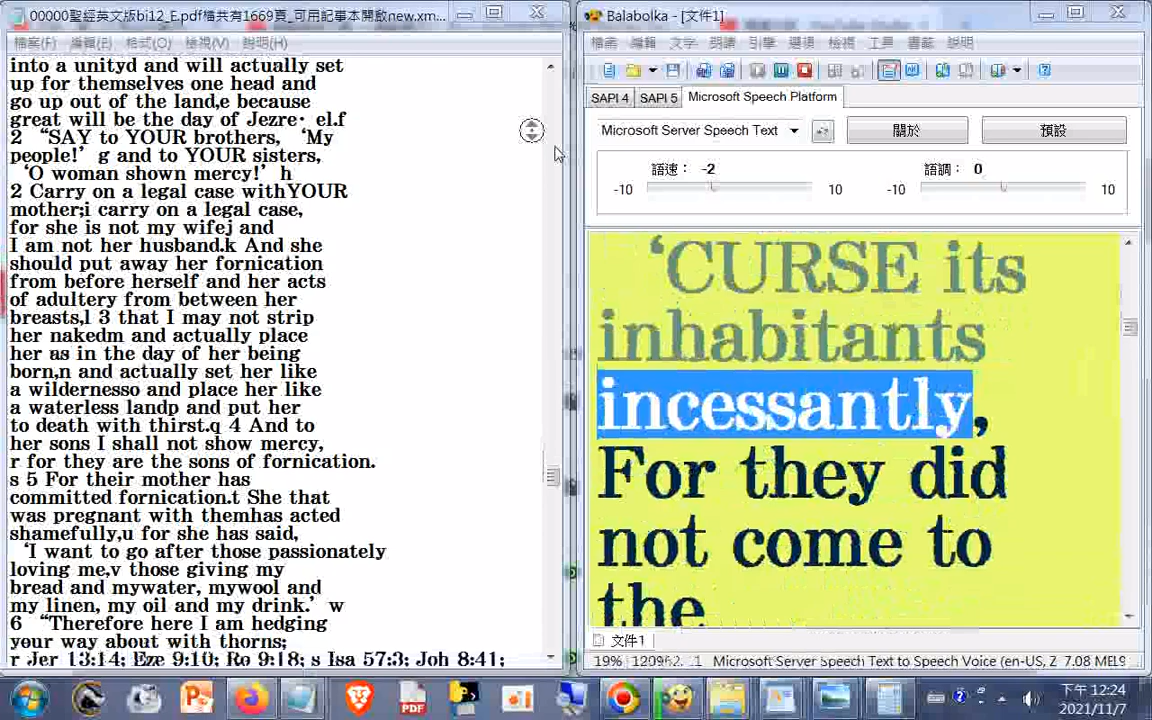 00000聖經英文版bi12_E.pdf檔共有1669頁_可用記事本開啟new.xm...
檔案(F) 編輯(E) 格式(O) 檢視(V) 說明(H)
into a unityd and will actually set
up for themselves one head and
go up out of the land,e because
great will be the day of Jezre· el.f
2 “SAY to YOUR brothers, ‘My
people!’ g and to YOUR sisters,
‘O woman shown mercy!’ h
2 Carry on a legal case withYOUR
mother;i carry on a legal case,
for she is not my wifej and
I am not her husband.k And she
should put away her fornication
from before herself and her acts
of adultery from between her
breasts,l 3 that I may not strip
her nakedm and actually place
her as in the day of her being
born,n and actually set her like
a wildernesso and place her like
a waterless landp and put her
to death with thirst.q 4 And to
her sons I shall not show mercy,
r for they are the sons of fornication.
s 5 For their mother has
committed fornication.t She that
was pregnant with themhas acted
shamefully,u for she has said,
‘I want to go after those passionately
loving me,v those giving my
bread and mywater, mywool and
my linen, my oil and my drink.’ w
6 “Therefore here I am hedging
your way about with thorns;
r Jer 13:14; Eze 9:10; Ro 9:18; s Isa 57:3; Joh 8:41;
Balabolka - [文件1]
檔案 編輯 文字 朗讀 引擎 選項 檢視 工具 書籤 說明
SAPI 4 SAPI 5 Microsoft Speech Platform
Microsoft Server Speech Text 關於 預設
語速: -2 語調: 0
-10 10 -10 10
‘CURSE its
inhabitants
incessantly,
For they did
not come to
the
文件1
19% Microsoft Server Speech Text to Speech Voice (en-US, Z 7.08 МЕ
下午 12:24
2021/11/7